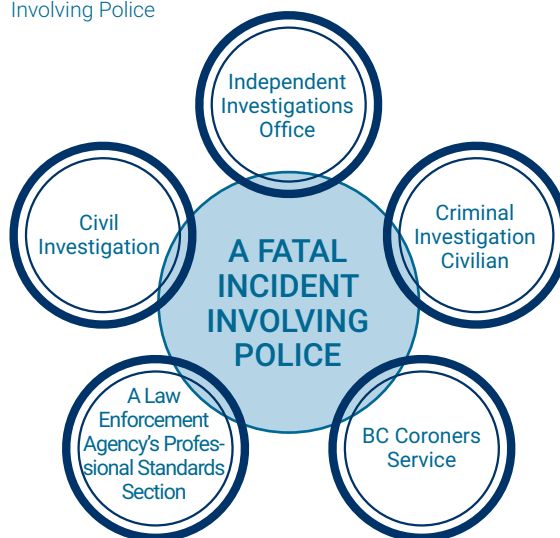 Involving Police
Independent
Investigations
Office
Civil
Investigation
Criminal
Investigation
Civilian
A FATAL
INCIDENT
INVOLVING
POLICE
A Law
Enforcement
Agency's Profes-
sional Standards
Section
BC Coroners
Service